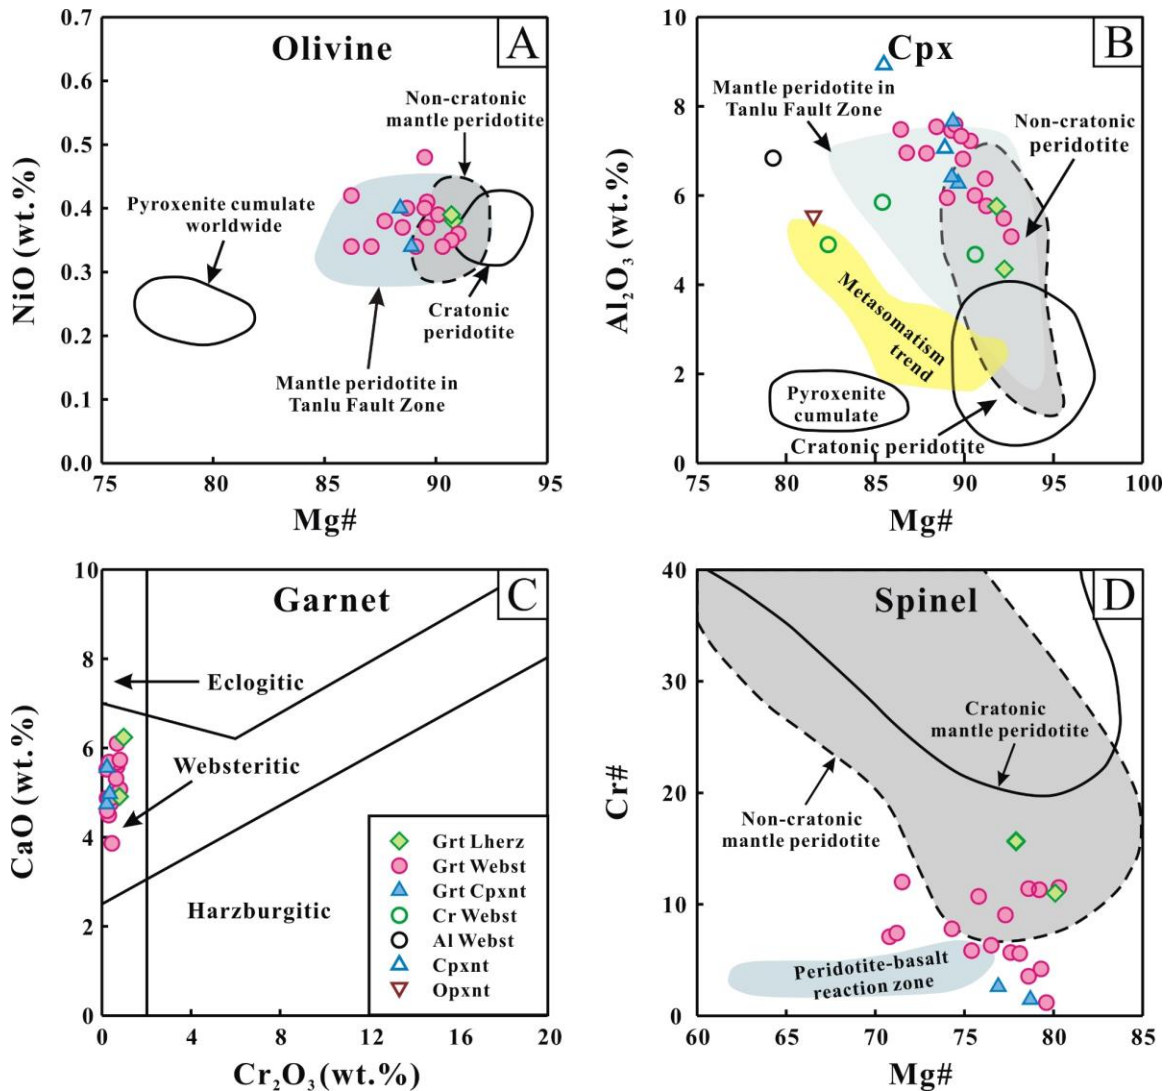 A
Olivine
Non-cratonic
mantle peridotite
Pyroxenite cumulate
worldwide
Cratonic
peridotite
Mantle peridotite in
Tanlu Fault Zone
NiO (wt.%)
0.7
0.6
0.5
0.4
0.3
0.2
0.1
0.0
75
80
85
90
95
Mg#
B
Cpx
Mantle peridotite in
Tanlu Fault Zone
Non-cratonic
peridotite
Metasomatism
trend
Pyroxenite
cumulate
Cratonic peridotite
Al₂O₃ (wt.%)
10
8
6
4
2
0
75
80
85
90
95
100
Mg#
C
Garnet
Eclogitic
Websteritic
Harzburgitic
Grt Lherz
Grt Webst
Grt Cpxnt
Cr Webst
Al Webst
Cpxnt
Opxnt
CaO (wt.%)
10
8
6
4
2
0
0
4
8
12
16
20
Cr₂O₃ (wt.%)
D
Spinel
Cratonic
mantle peridotite
Non-cratonic
mantle peridotite
Peridotite-basalt
reaction zone
Cr#
40
30
20
10
0
60
65
70
75
80
85
Mg#